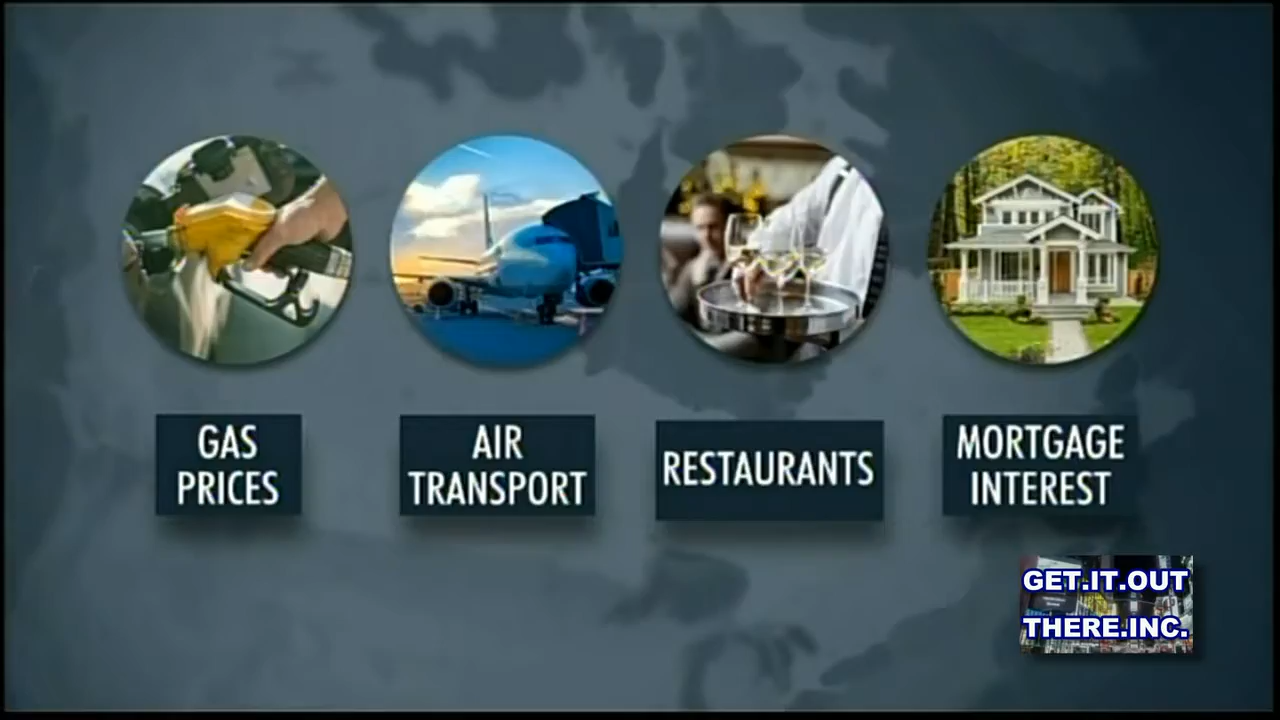 GAS
PRICES
AIR
TRANSPORT
RESTAURANTS
MORTGAGE
INTEREST
GET.IT.OUT
THERE.INC.